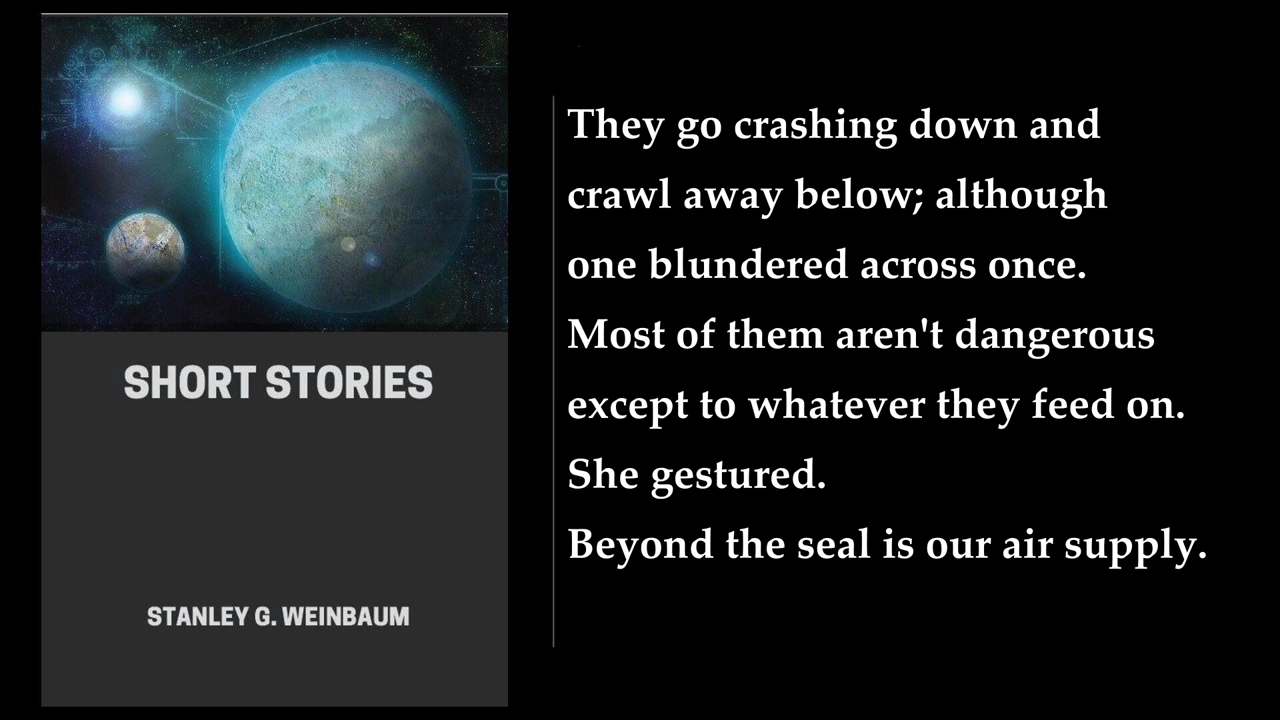 SHORT STORIES
STANLEY G. WEINBAUM
They go crashing down and
crawl away below; although
one blundered across once.
Most of them aren't dangerous
except to whatever they feed on.
She gestured.
Beyond the seal is our air supply.